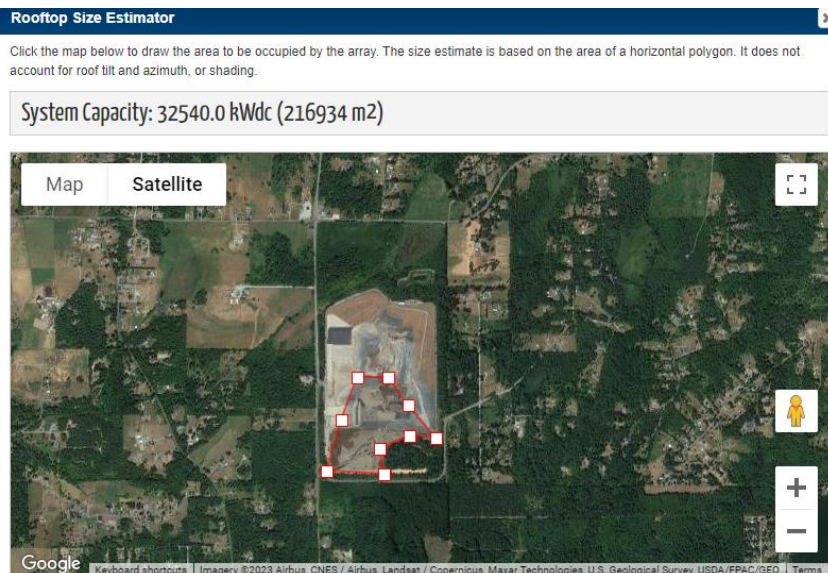 Rooftop Size Estimator
Click the map below to draw the area to be occupied by the array. The size estimate is based on the area of a horizontal polygon. It does not
account for roof tilt and azimuth, or shading.
System Capacity: 32540.0 kWdc (216934 m2)
Map Satellite
Google Keyboard shortcuts Imagery ©2023 Airbus, CNES / Airbus, Landsat / Copernicus, Maxar Technologies, U.S. Geological Survey, USDA/FPAC/GEO Terms